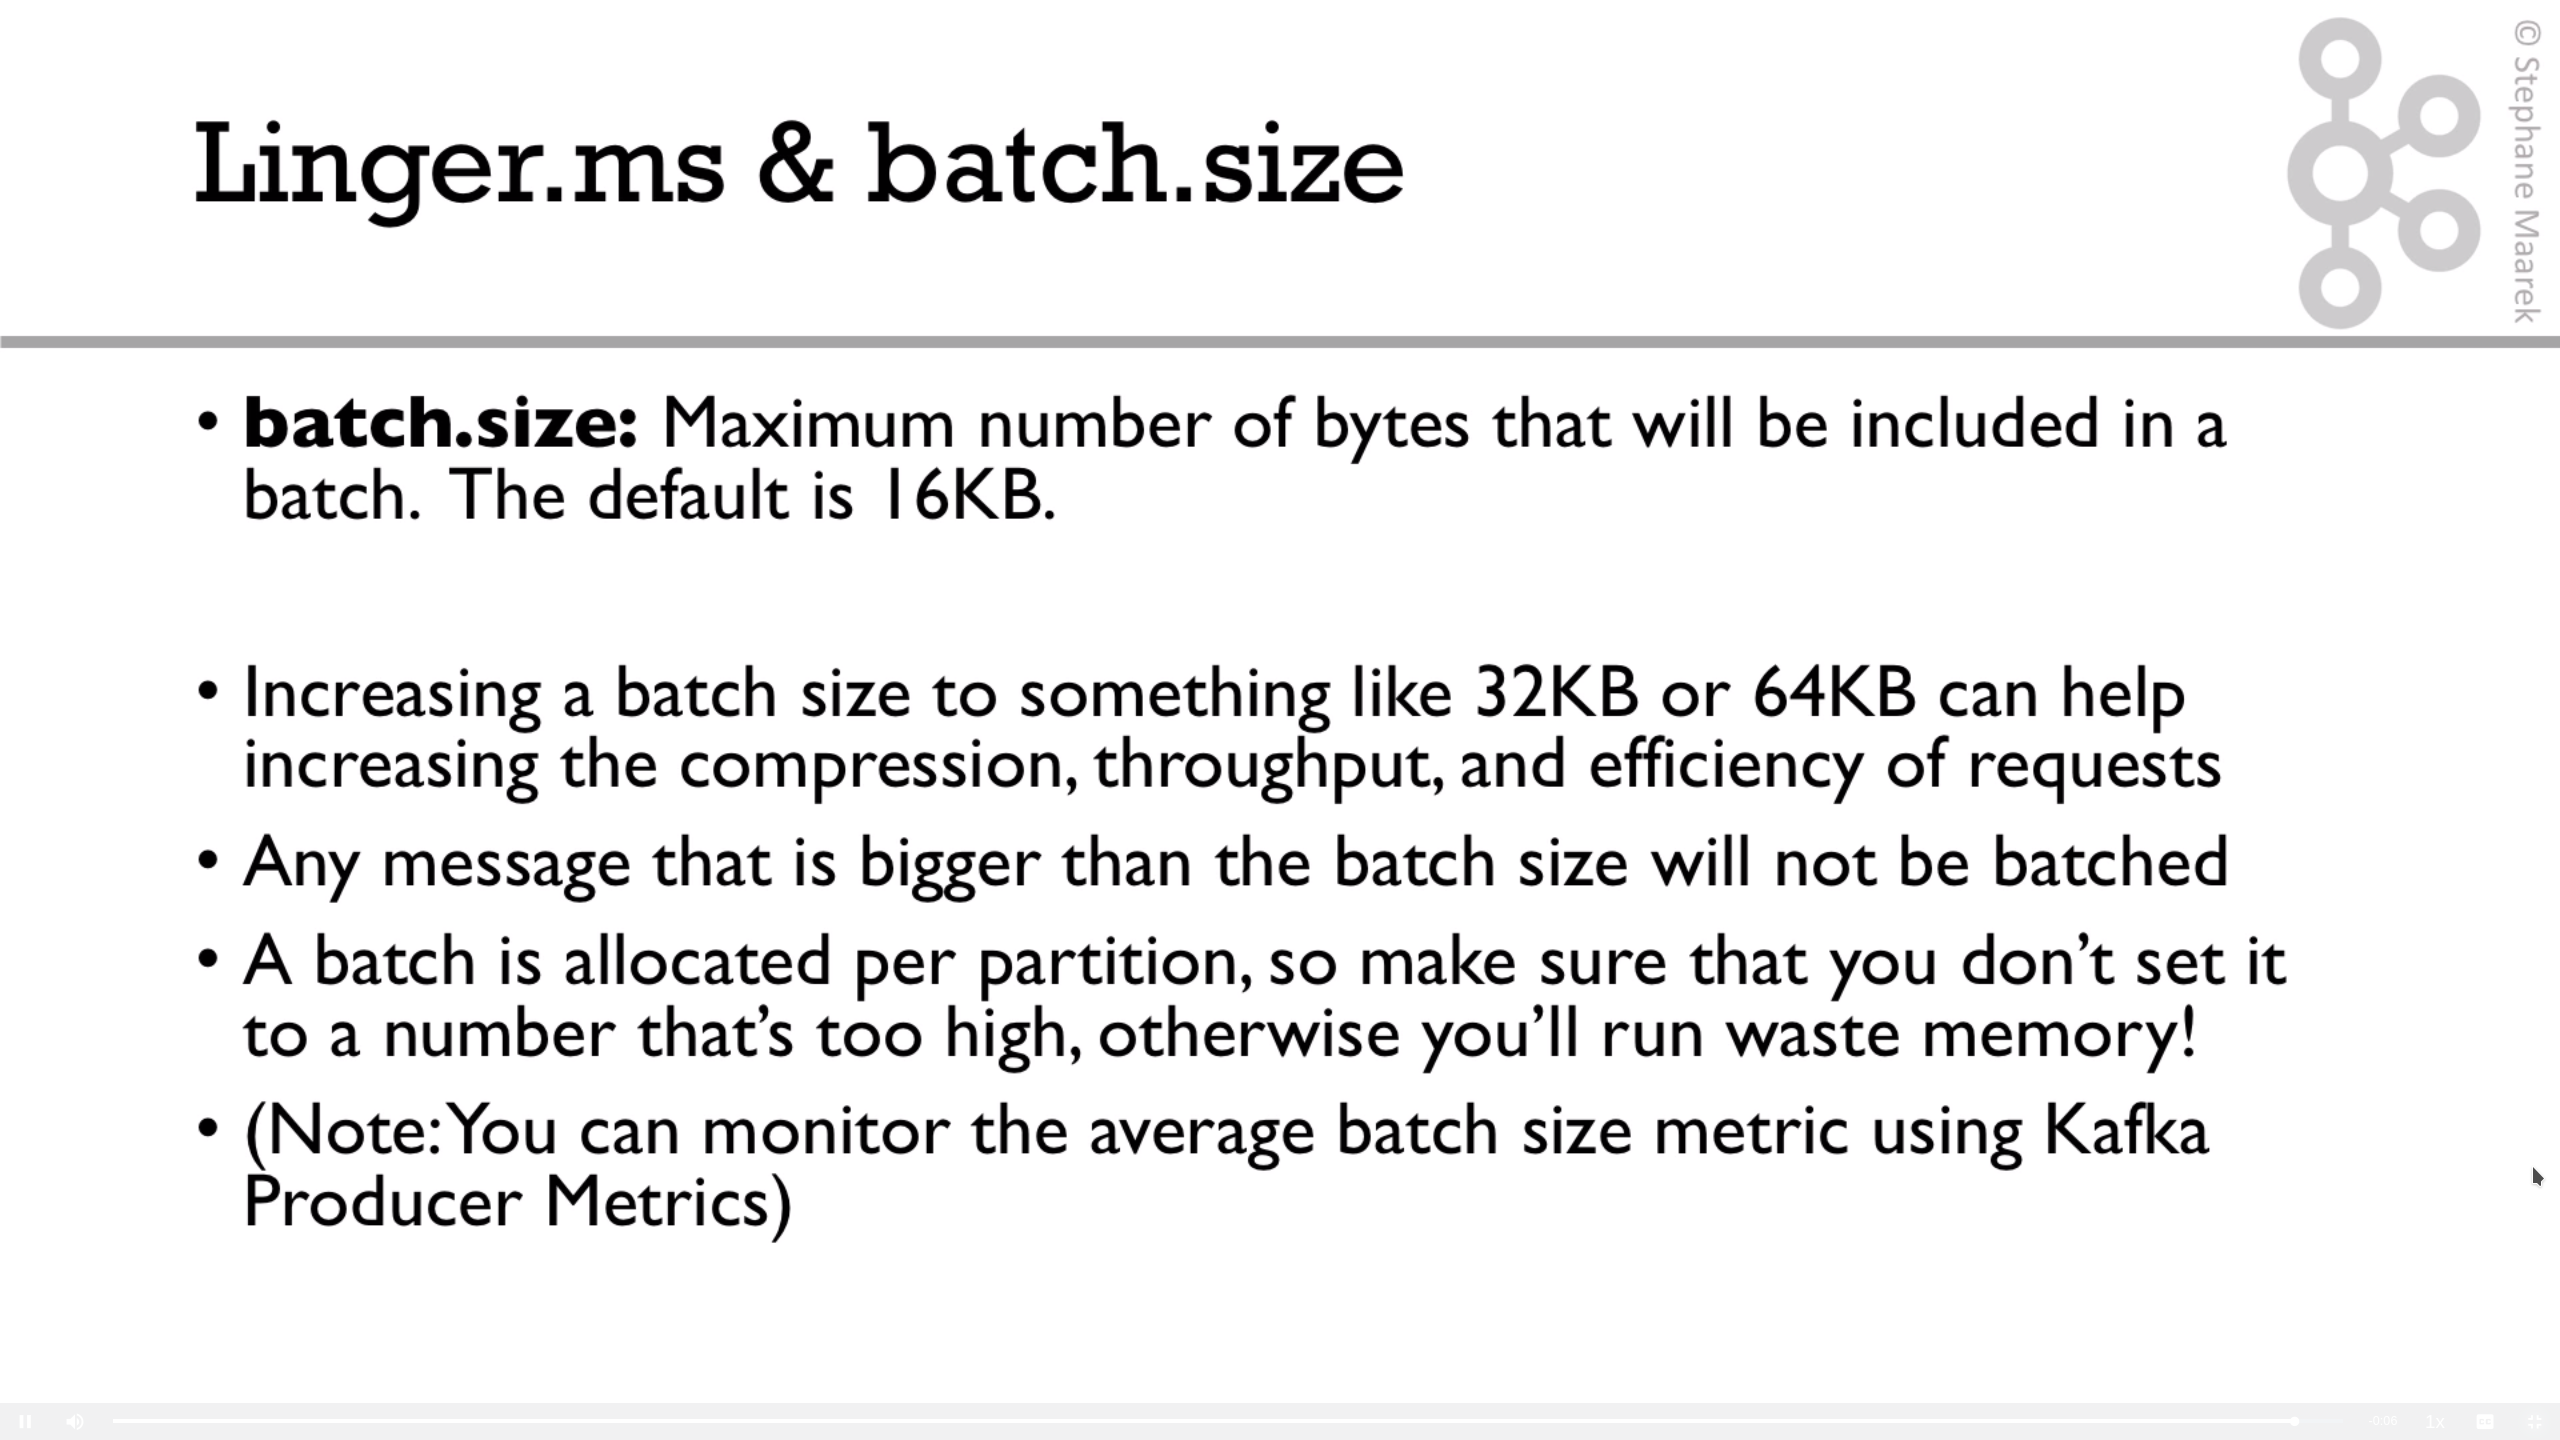 © Stephane Maarek
Linger.ms & batch.size
• batch.size: Maximum number of bytes that will be included in a
batch. The default is 16KB.
• Increasing a batch size to something like 32KB or 64KB can help
increasing the compression, throughput, and efficiency of requests
• Any message that is bigger than the batch size will not be batched
• A batch is allocated per partition, so make sure that you don’t set it
to a number that’s too high, otherwise you’ll run waste memory!
• (Note: You can monitor the average batch size metric using Kafka
Producer Metrics)
-0:06 1x CC